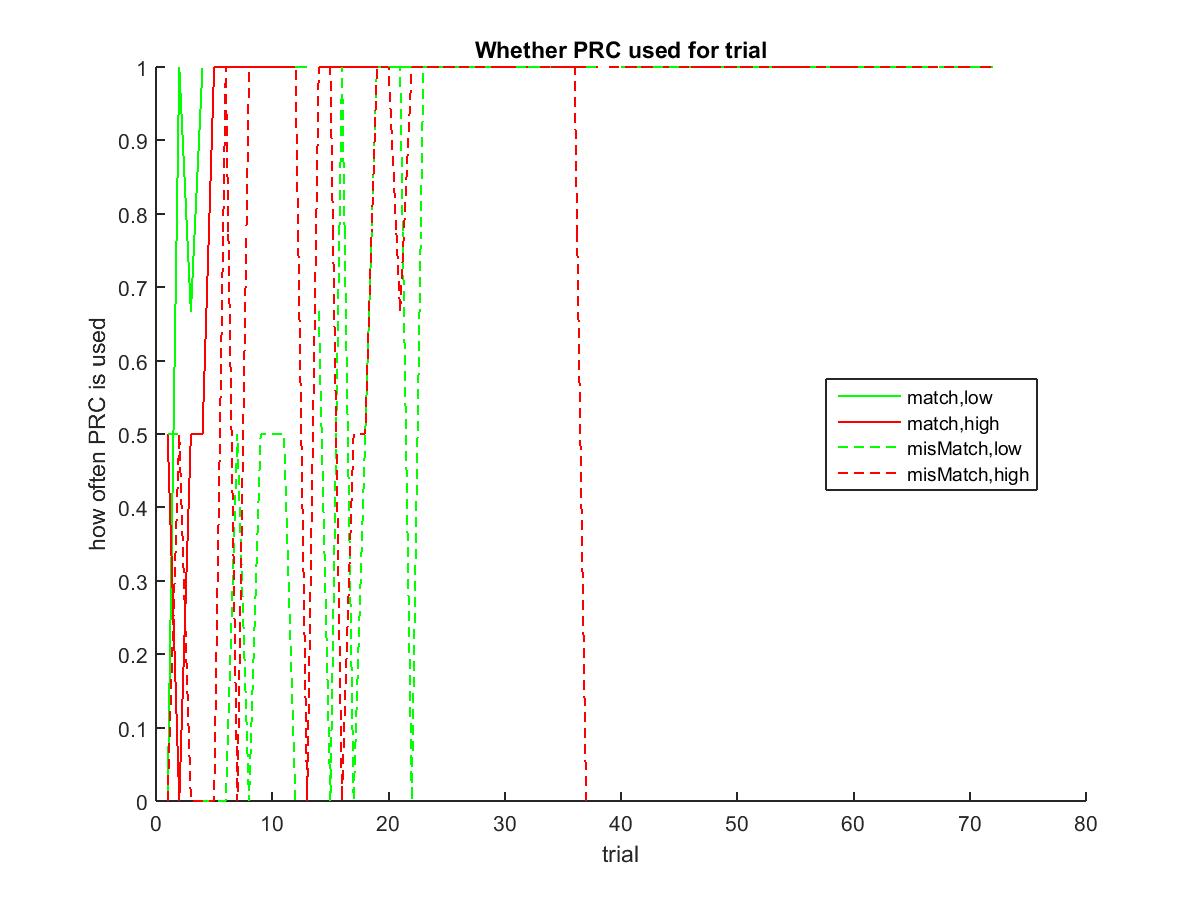 Whether PRC used for trial
1
0.9
0.8
0.7
0.6
0.5
0.4
0.3
0.2
0.1
0
how often PRC is used
match,low
match,high
misMatch,low
misMatch,high
0 10 20 30 40 50 60 70 80
trial